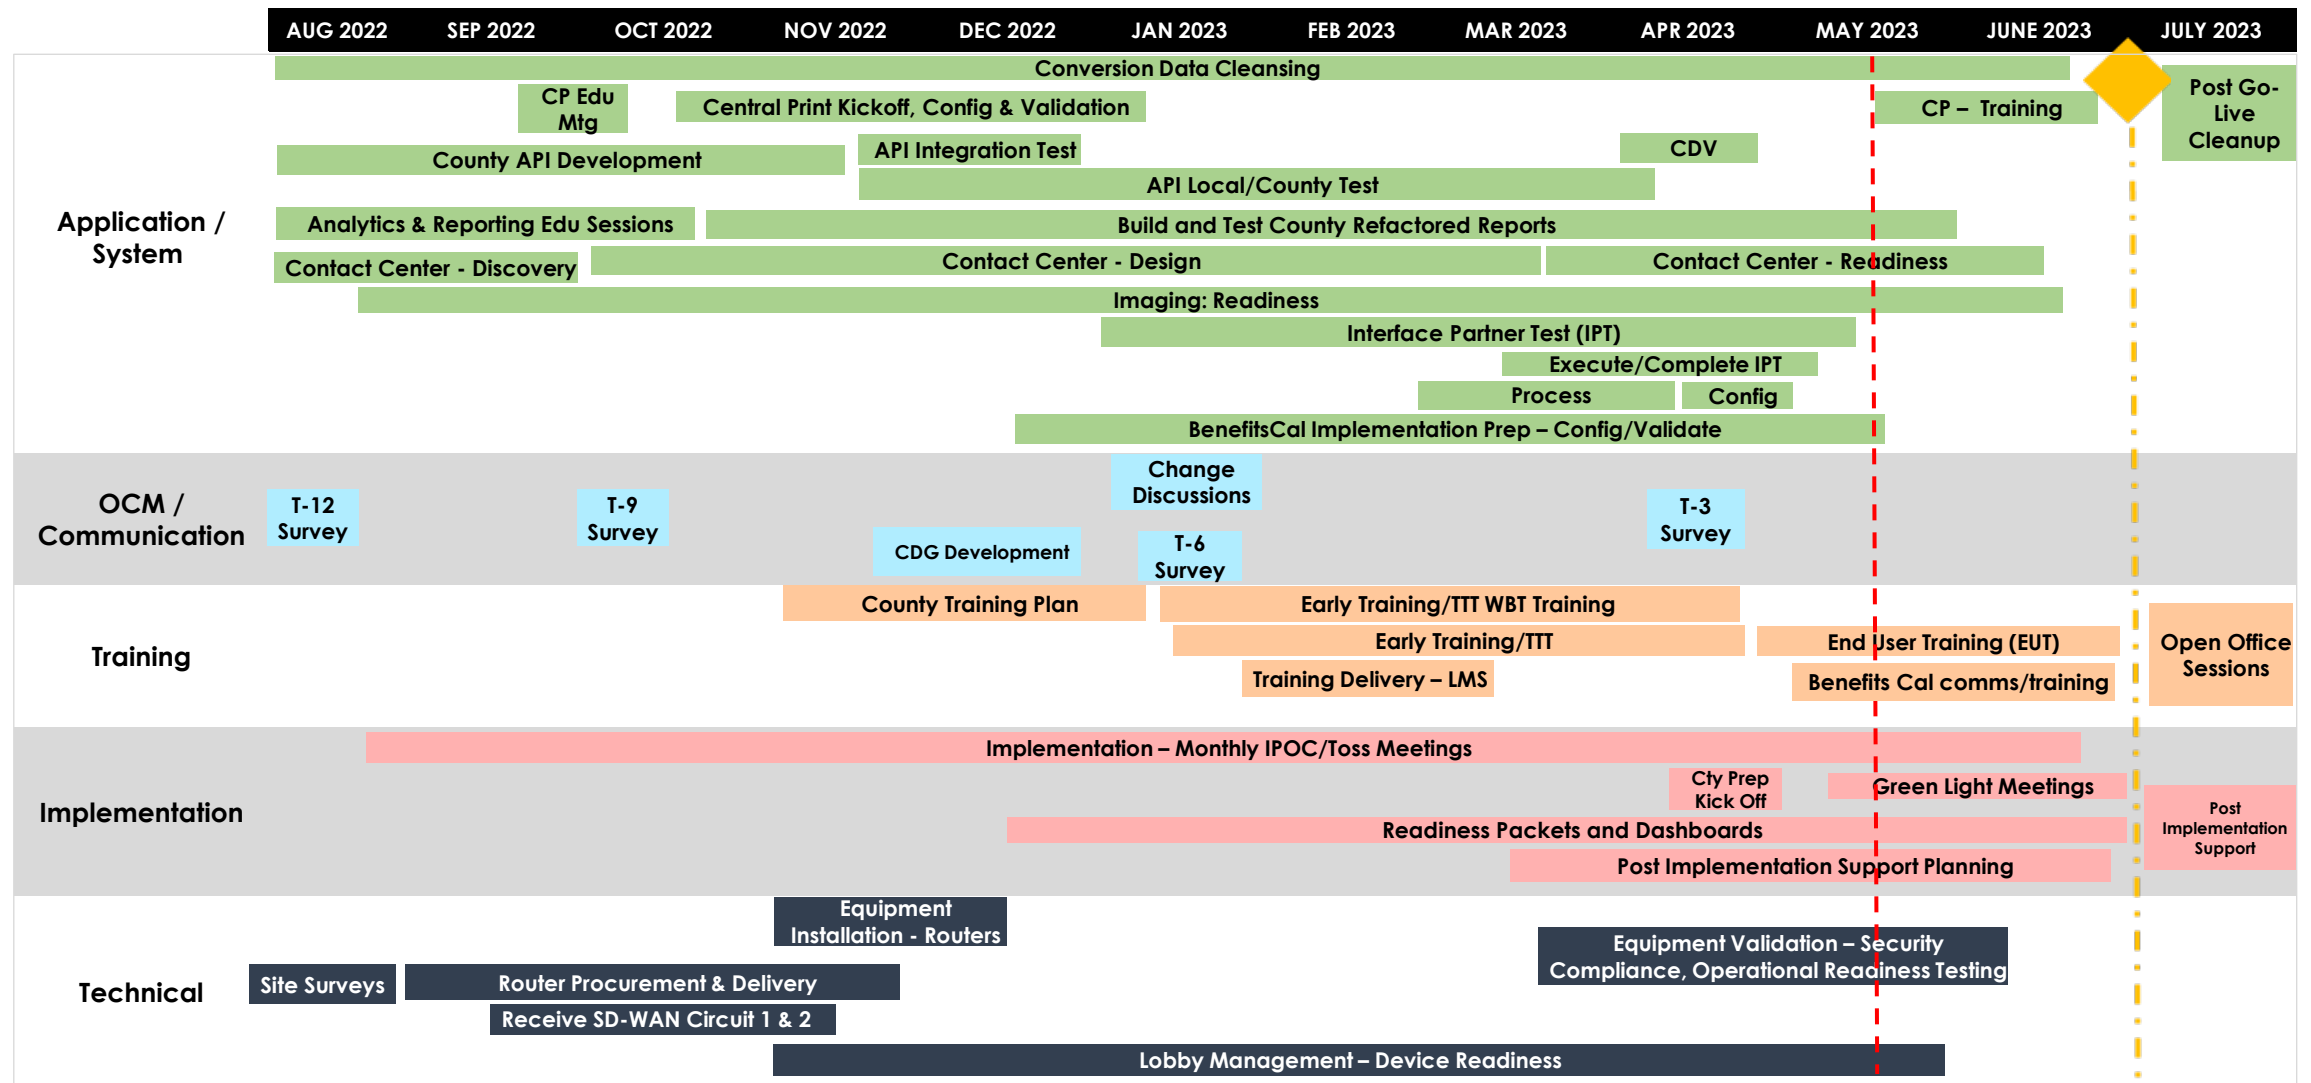 AUG 2022 SEP 2022 OCT 2022 NOV 2022 DEC 2022 JAN 2023 FEB 2023 MAR 2023 APR 2023 MAY 2023 JUNE 2023 JULY 2023
Application /
System
Conversion Data Cleansing
CP Edu
Mtg
Central Print Kickoff, Config & Validation
CP – Training
Post Go-
Live
Cleanup
County API Development
API Integration Test
CDV
API Local/County Test
Analytics & Reporting Edu Sessions
Build and Test County Refactored Reports
Contact Center - Discovery
Contact Center - Design
Contact Center - Readiness
Imaging: Readiness
Interface Partner Test (IPT)
Execute/Complete IPT
Process
Config
BenefitsCal Implementation Prep – Config/Validate
OCM /
Communication
T-12
Survey
T-9
Survey
CDG Development
Change
Discussions
T-6
Survey
T-3
Survey
Training
County Training Plan
Early Training/TTT WBT Training
Early Training/TTT
End User Training (EUT)
Training Delivery – LMS
Benefits Cal comms/training
Open Office
Sessions
Implementation
Implementation – Monthly IPOC/Toss Meetings
Cty Prep
Kick Off
Green Light Meetings
Readiness Packets and Dashboards
Post Implementation Support Planning
Post
Implementation
Support
Technical
Equipment
Installation - Routers
Equipment Validation – Security
Compliance, Operational Readiness Testing
Site Surveys
Router Procurement & Delivery
Receive SD-WAN Circuit 1 & 2
Lobby Management – Device Readiness